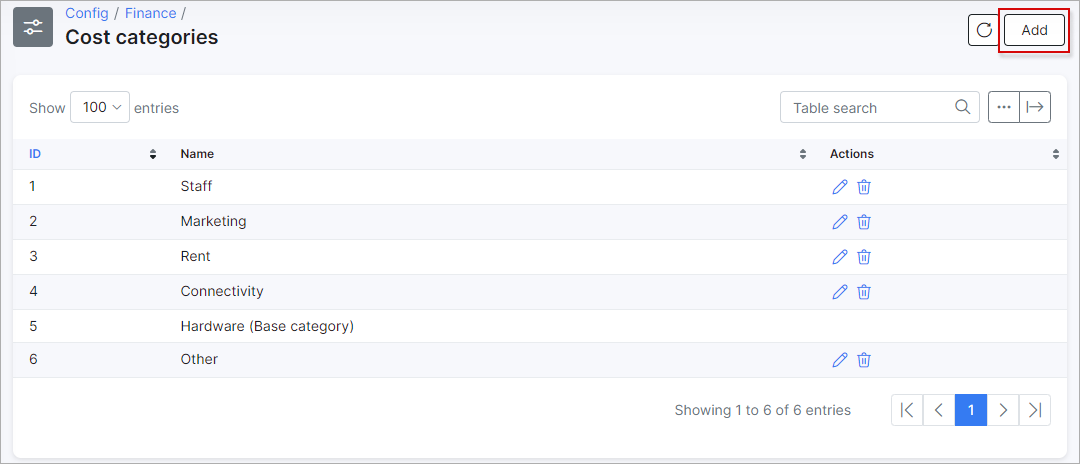 Config / Finance /
Cost categories
Add
Show 100 entries
Table search
ID Name Actions
1 Staff
2 Marketing
3 Rent
4 Connectivity
5 Hardware (Base category)
6 Other
Showing 1 to 6 of 6 entries
1